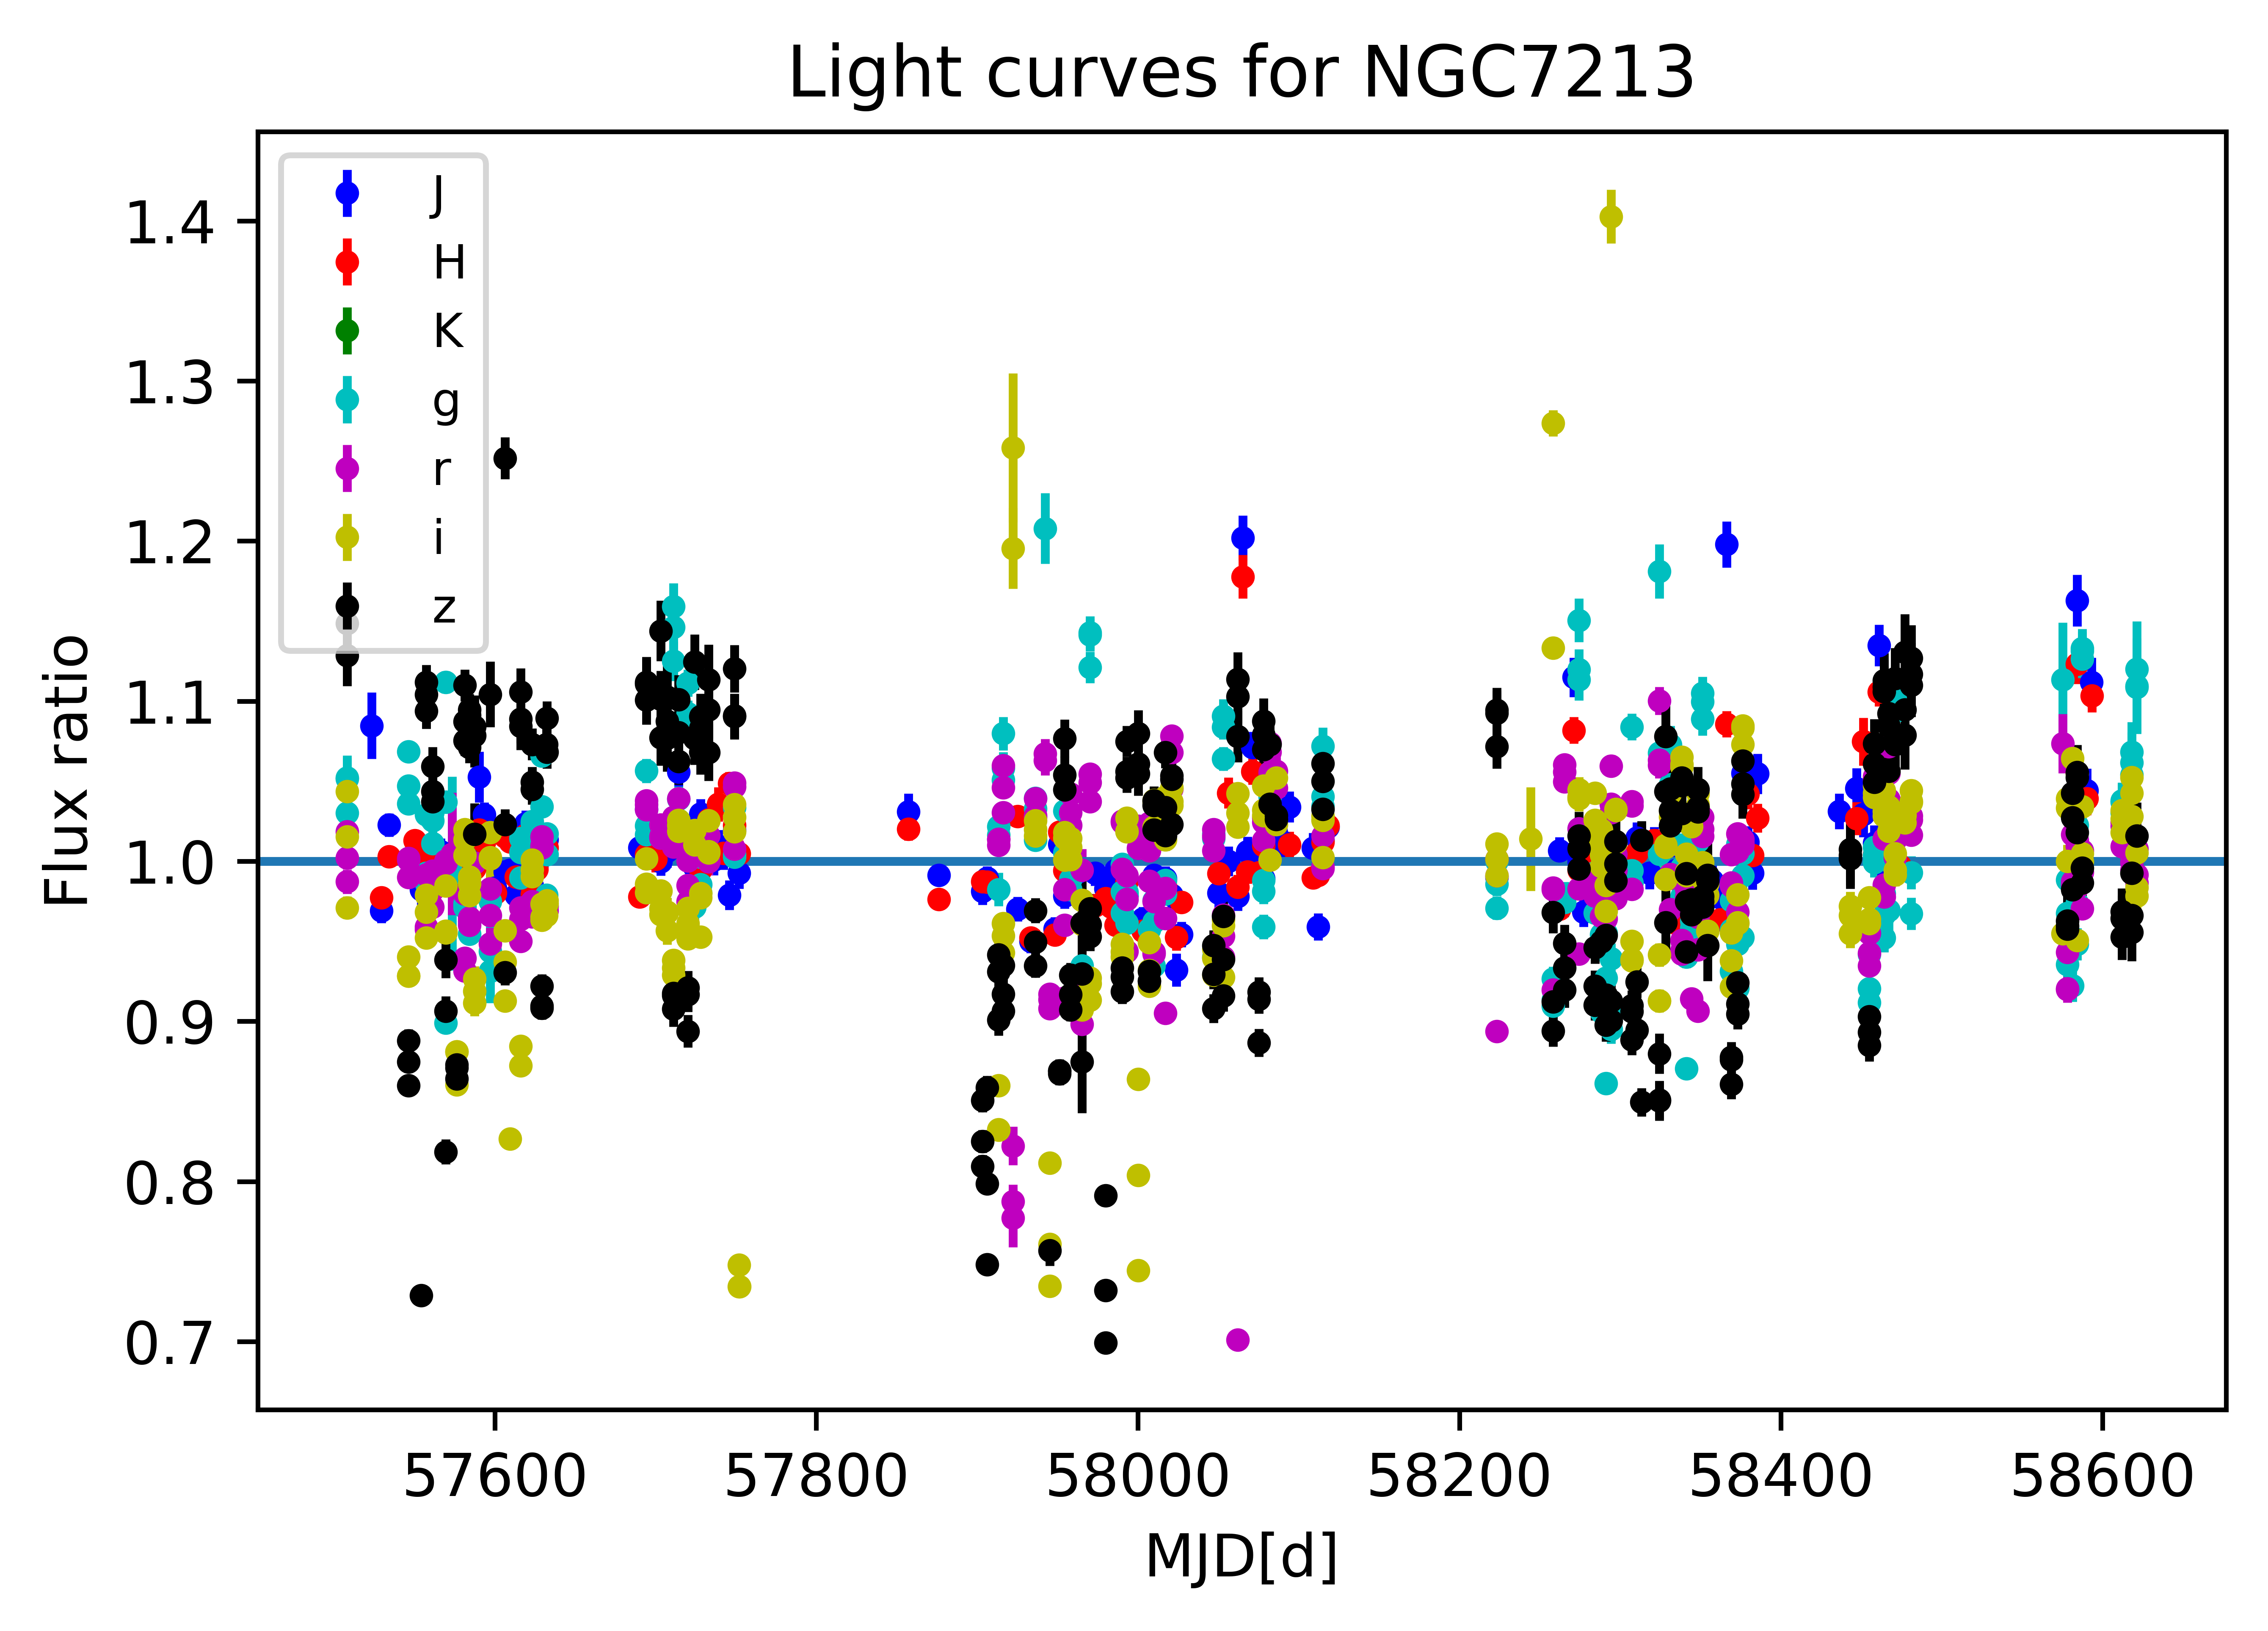 Light curves for NGC7213
J
H
K
g
r
i
z
1.4
1.3
1.2
1.1
1.0
0.9
0.8
0.7
Flux ratio
57600 57800 58000 58200 58400 58600
MJD[d]